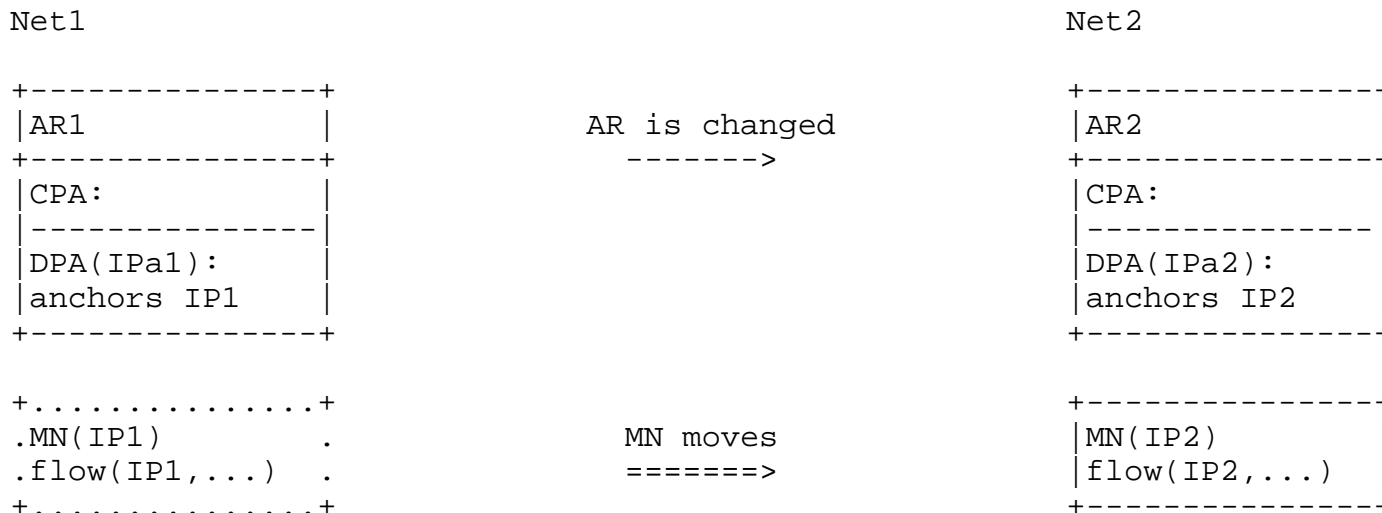 Net1                                                            Net2

+---------------+                                               +---------------
|AR1            |                AR is changed                  |AR2
+---------------+                  ------->                     +---------------
|CPA:           |                                               |CPA:
|---------------|                                               |---------------
|DPA(IPa1):     |                                               |DPA(IPa2):
|anchors IP1    |                                               |anchors IP2
+---------------+                                               +---------------

+...............+                                               +---------------
.MN(IP1)        .                  MN moves                     |MN(IP2)
.flow(IP1,...)  .                  =======>                     |flow(IP2,...)
+...............+                                               +---------------